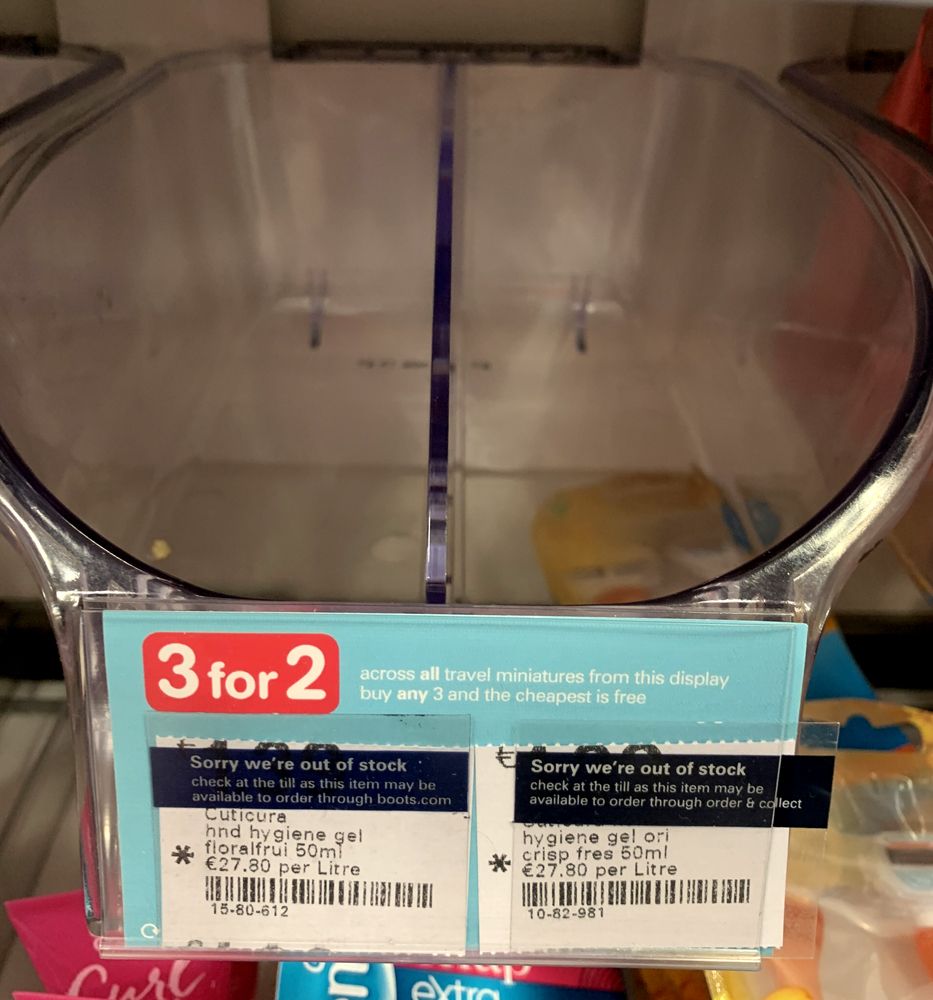 3 for 2
across all travel miniatures from this display
buy any 3 and the cheapest is free
Sorry we're out of stock
check at the till as this item may be
available to order through boots.com
Cuticura
hnd hygiene gel
floralfrui 50ml
* €27.80 per Litre
15-80-612
€
Sorry we're out of stock
check at the till as this item may be
available to order through order & collect
hygiene gel ori
crisp fres 50ml
* €27.80 per Litre
10-82-981
Curl
extra